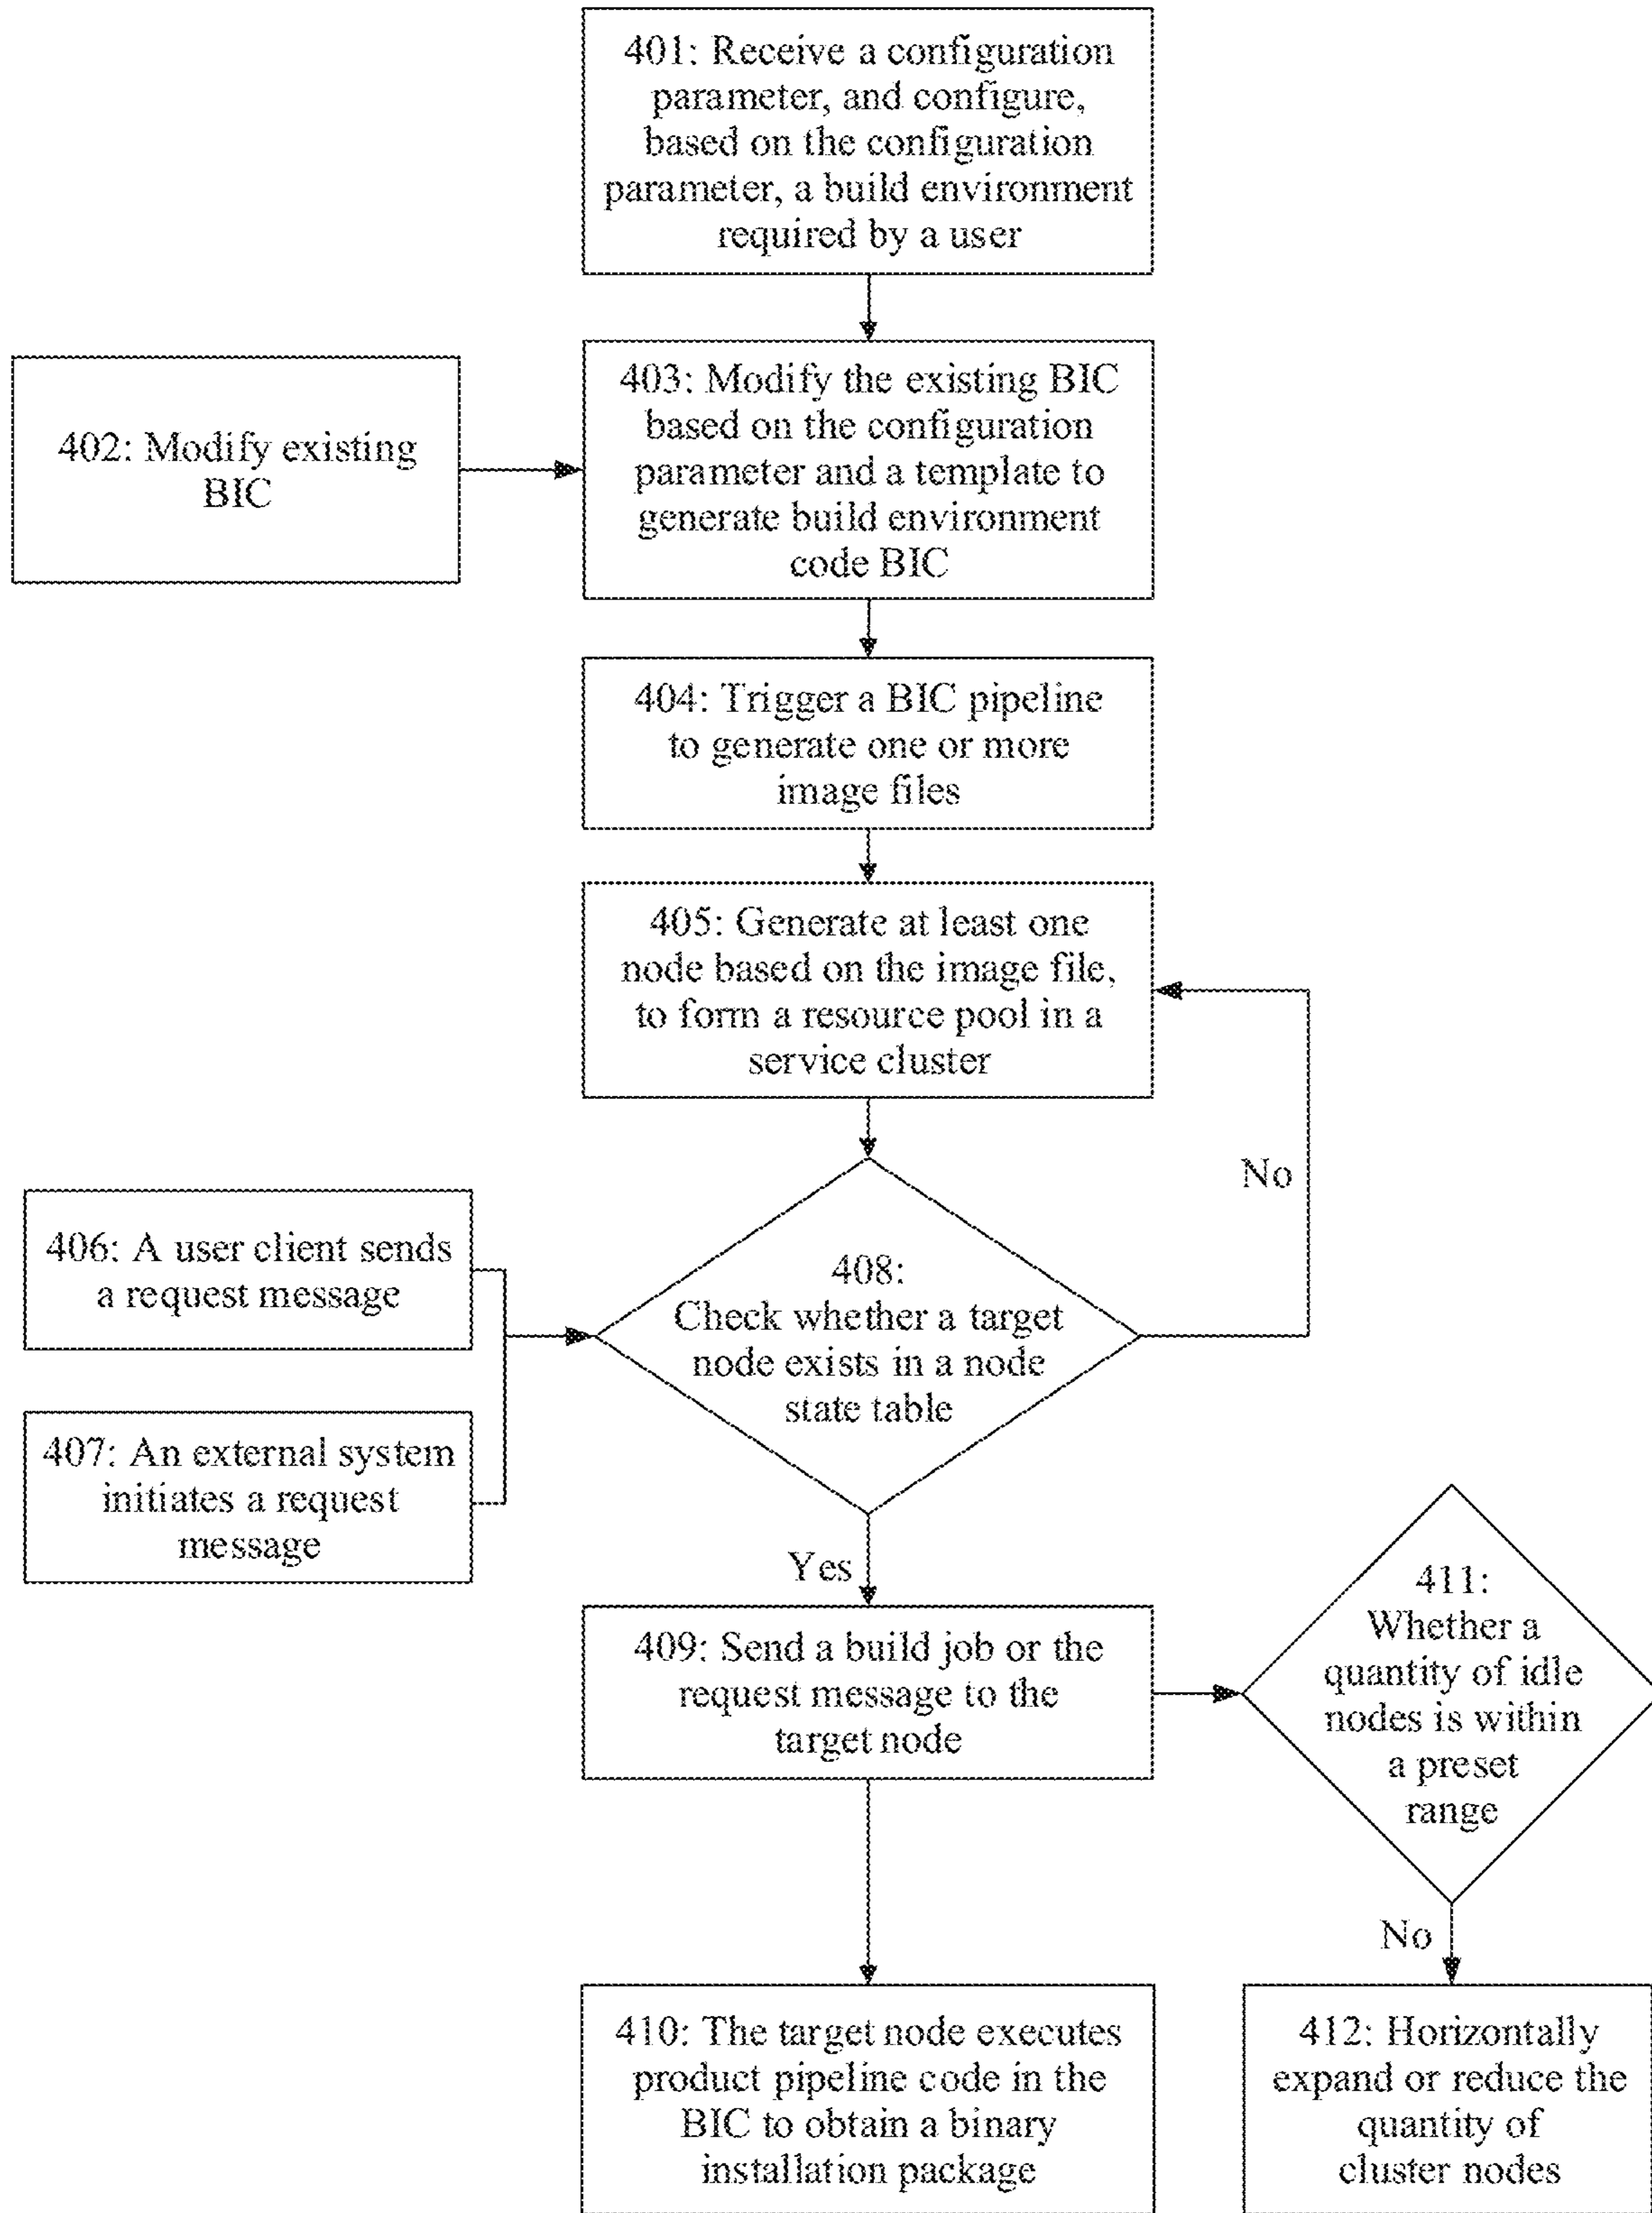 401: Receive a configuration
parameter, and configure,
based on the configuration
parameter, a build environment
required by a user
402: Modify existing
BIC
403: Modify the existing BIC
based on the configuration
parameter and a template to
generate build environment
code BIC
404: Trigger a BIC pipeline
to generate one or more
image files
405: Generate at least one
node based on the image file,
to form a resource pool in a
service cluster
No
406: A user client sends
a request message
407: An external system
initiates a request
message
408:
Check whether a target
node exists in a node
state table
Yes
409: Send a build job or the
request message to the
target node
411:
Whether a
quantity of idle
nodes is within
a preset
range
No
410: The target node executes
product pipeline code in the
BIC to obtain a binary
installation package
412: Horizontally
expand or reduce the
quantity of
cluster nodes